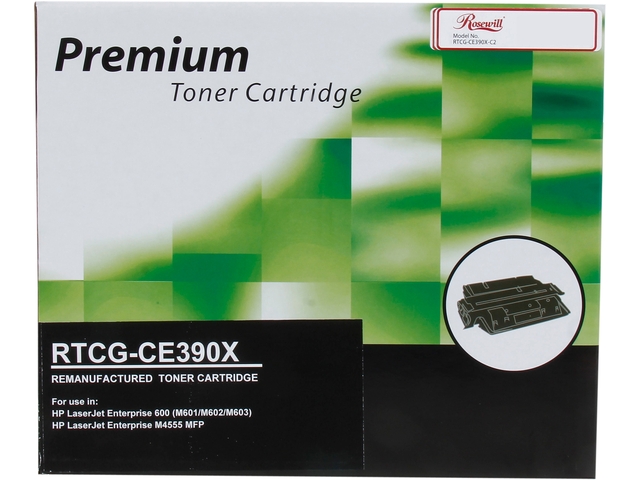 Rosewill
Model No.
RTCG-CE390X-C2
Premium
Toner Cartridge
RTCG-CE390X
REMANUFACTURED TONER CARTRIDGE
For use in:
HP LaserJet Enterprise 600 (M601/M602/M603)
HP LaserJet Enterprise M4555 MFP